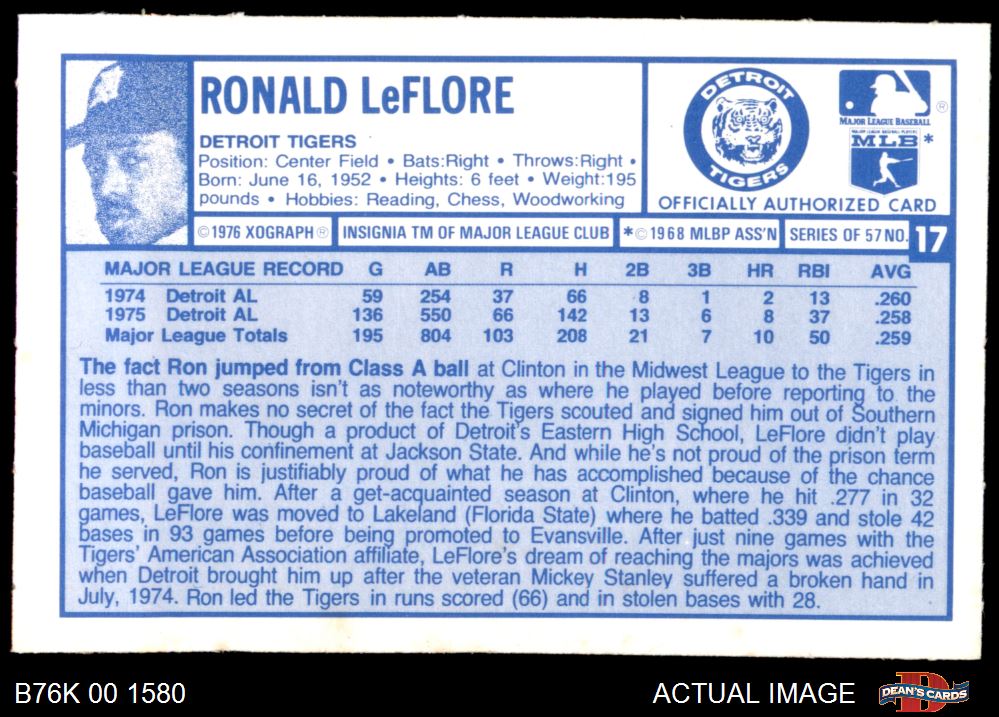 RONALD LeFLORE
DETROIT TIGERS
Position: Center Field • Bats:Right • Throws:Right •
Born: June 16, 1952 • Heights: 6 feet • Weight:195
pounds • Hobbies: Reading, Chess, Woodworking
DETROIT
TIGERS
®
MAJOR LEAGUE BASEBALL
MAJOR LEAGUE BASEBALL PLAYERS
MLB *
OFFICIALLY AUTHORIZED CARD
©1976 XOGRAPH® INSIGNIA TM OF MAJOR LEAGUE CLUB *©1968 MLBP ASS'N SERIES OF 57 NO. 17
MAJOR LEAGUE RECORD G AB R H 2B 3B HR RBI AVG
1974 Detroit AL 59 254 37 66 8 1 2 13 .260
1975 Detroit AL 136 550 66 142 13 6 8 37 .258
Major League Totals 195 804 103 208 21 7 10 50 .259
The fact Ron jumped from Class A ball at Clinton in the Midwest League to the Tigers in
less than two seasons isn't as noteworthy as where he played before reporting to the
minors. Ron makes no secret of the fact the Tigers scouted and signed him out of Southern
Michigan prison. Though a product of Detroit's Eastern High School, LeFlore didn't play
baseball until his confinement at Jackson State. And while he's not proud of the prison term
he served, Ron is justifiably proud of what he has accomplished because of the chance
baseball gave him. After a get-acquainted season at Clinton, where he hit .277 in 32
games, LeFlore was moved to Lakeland (Florida State) where he batted .339 and stole 42
bases in 93 games before being promoted to Evansville. After just nine games with the
Tigers' American Association affiliate, LeFlore's dream of reaching the majors was achieved
when Detroit brought him up after the veteran Mickey Stanley suffered a broken hand in
July, 1974. Ron led the Tigers in runs scored (66) and in stolen bases with 28.
B76K 00 1580
ACTUAL IMAGE
D
DEAN'S CARDS